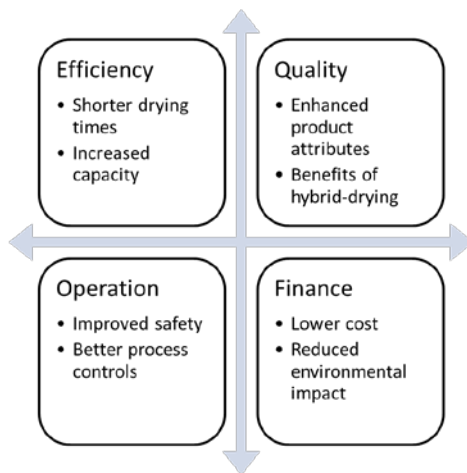 Efficiency
• Shorter drying
times
• Increased
capacity
Quality
• Enhanced
product
attributes
• Benefits of
hybrid-drying
Operation
• Improved safety
• Better process
controls
Finance
• Lower cost
• Reduced
environmental
impact